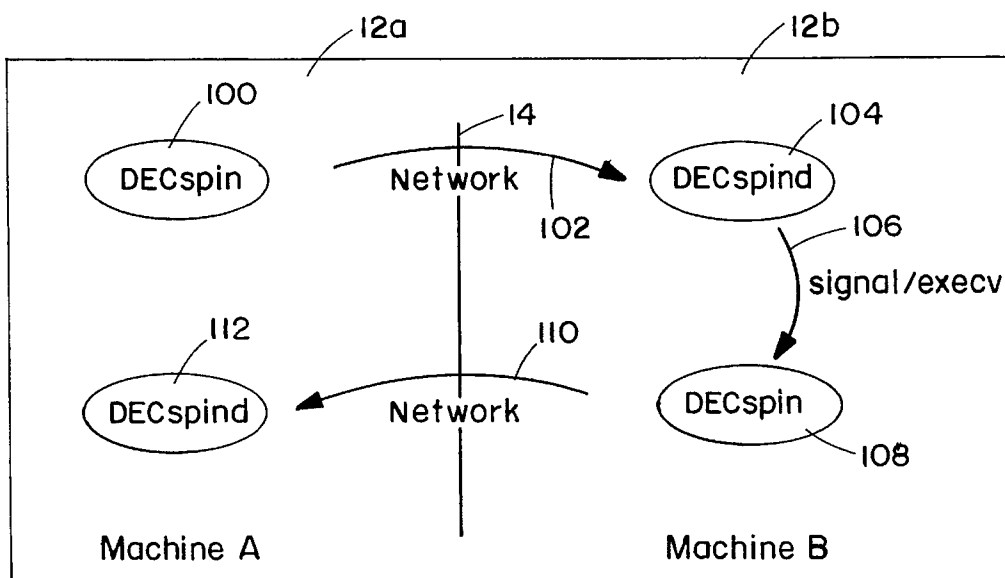 12a
12b
100
14
104
DECspin
Network
DECspind
102
106
signal/execv
112
110
DECspind
Network
DECspin
108
Machine A
Machine B